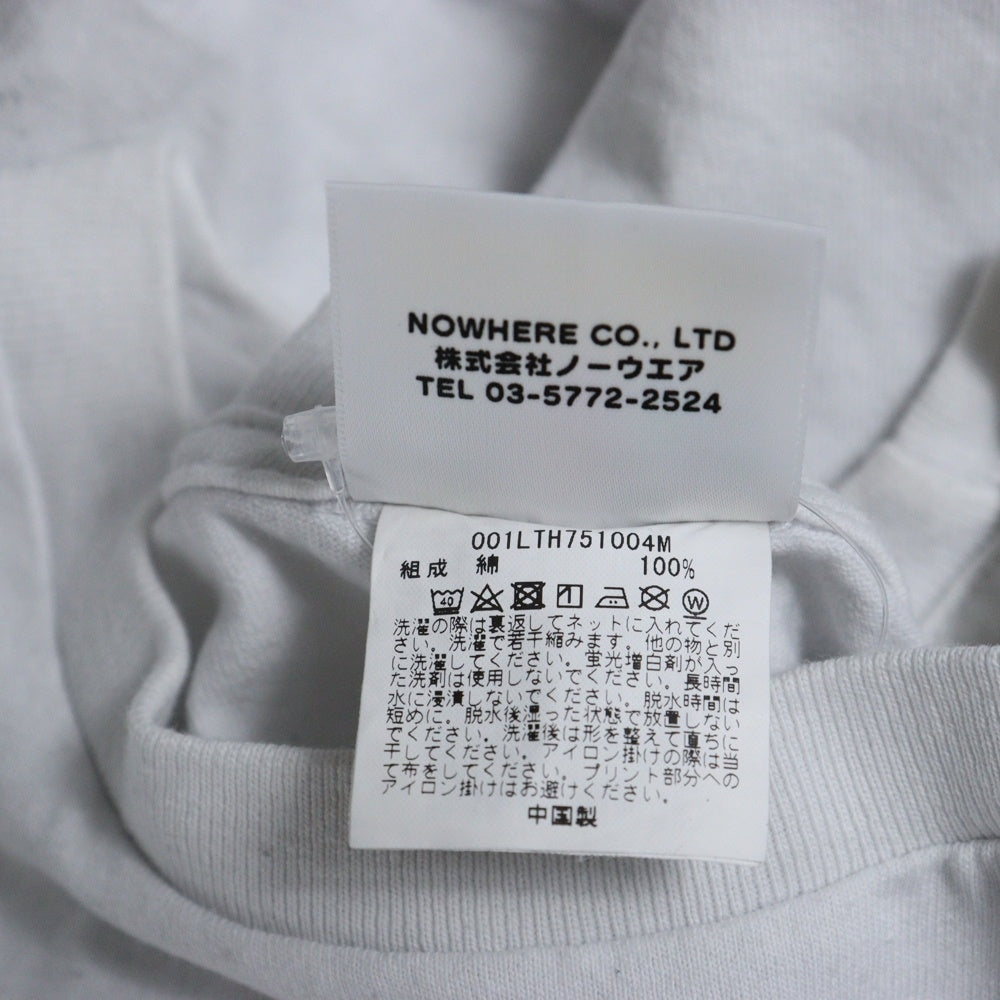 NOWHERE CO., LTD
株式会社ノーウエア
TEL 03-5772-2524
001LTH751004M
組成 綿 100%
40 W
洗濯の際は裏返してネットに入れてくだ
さい。洗濯で若干縮みます。他の物と別
に洗濯してください。蛍光増白剤が入っ
た洗剤は使用しないでください。長時間
水に浸漬しないでください。脱水時間は
短めに。脱水後湿った状態で放置しない
でください。洗濯後は形を整えて直ちに
干してください。アイロン掛けの際は当
て布をしてください。プリント部分への
アイロン掛けはお避けください。
中国製